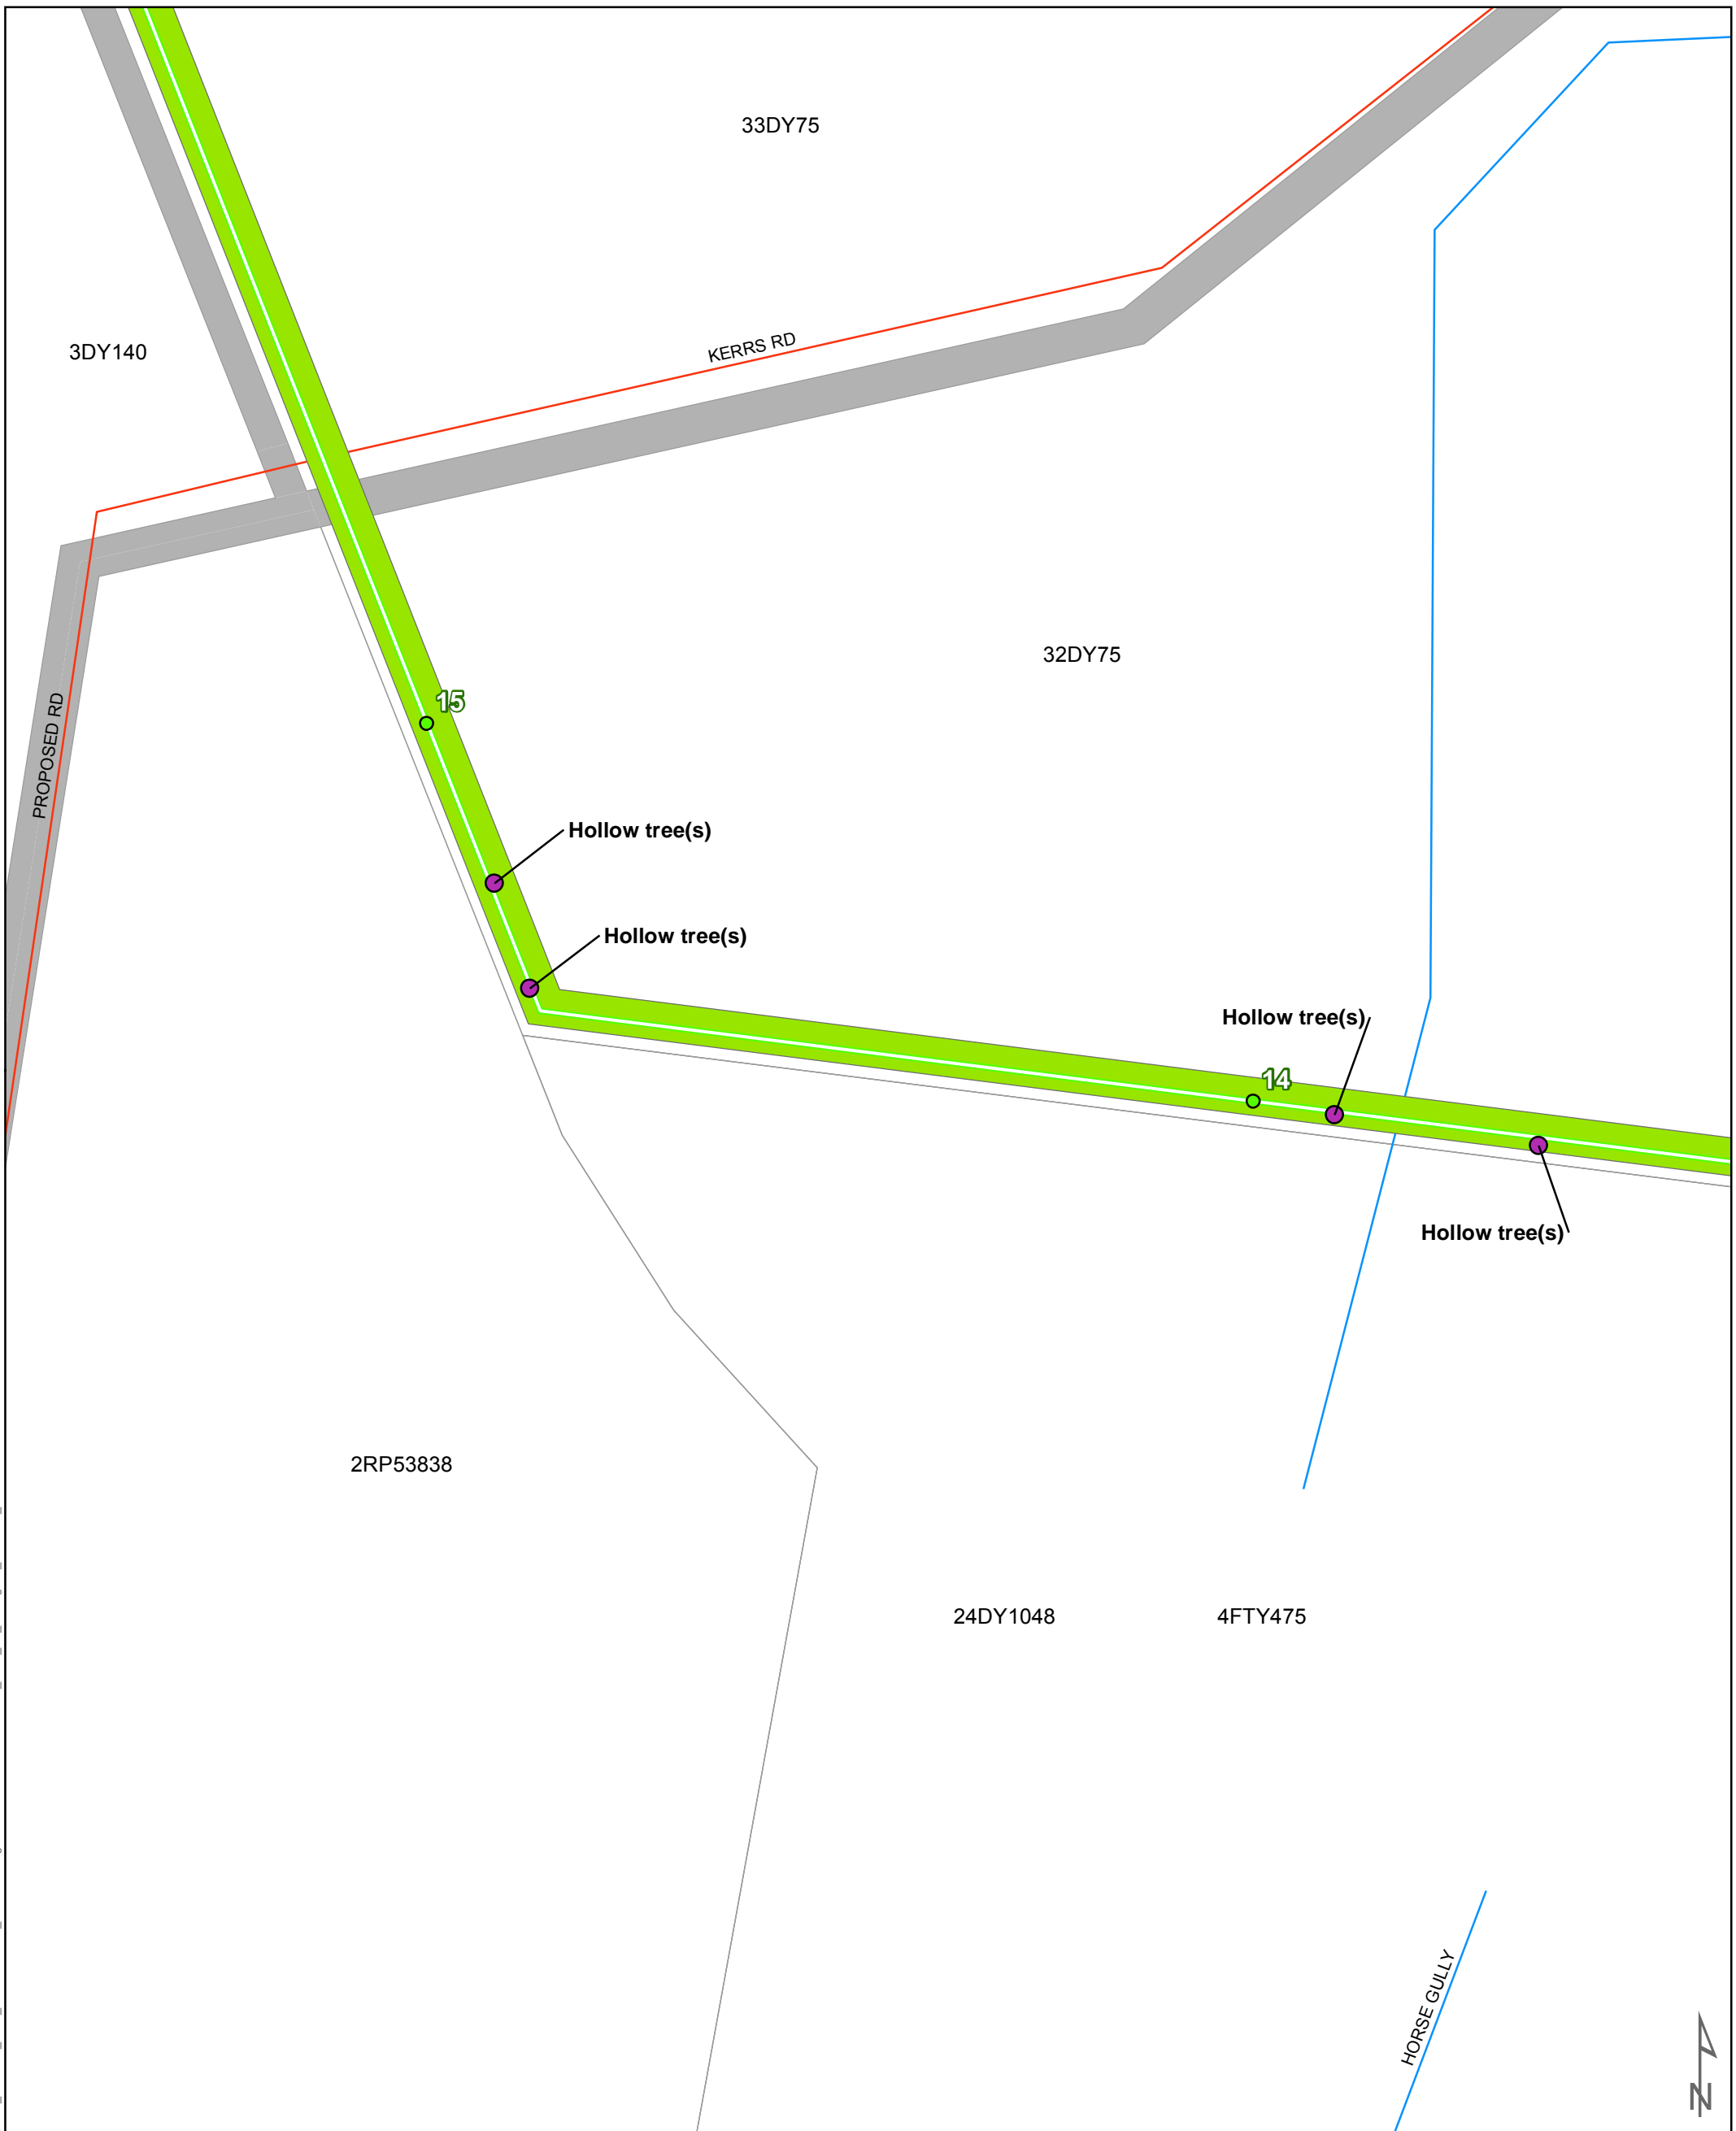 33DY75
KERRS RD
3DY140
32DY75
15
PROPOSED RD
Hollow tree(s)
Hollow tree(s)
Hollow tree(s)
14
Hollow tree(s)
2RP53838
24DY1048
4FTY475
HORSE GULLY
N